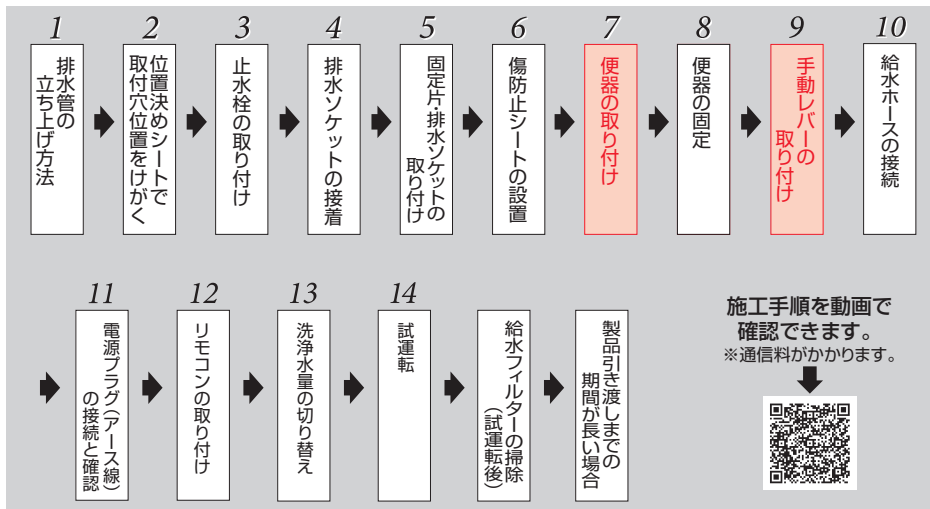 1
排水管の
立ち上げ方法
2
位置決めシートで
取付穴位置をけがく
3
止水栓の取り付け
4
排水ソケットの接着
5
固定片・排水ソケットの
取り付け
6
傷防止シートの設置
7
便器の取り付け
8
便器の固定
9
手動レバーの
取り付け
10
給水ホースの接続
11
電源プラグ(アース線)
の接続と確認
12
リモコンの取り付け
13
洗浄水量の切り替え
14
試運転
給水フィルターの掃除
(試運転後)
製品引き渡しまでの
期間が長い場合
施工手順を動画で
確認できます。
※通信料がかかります。